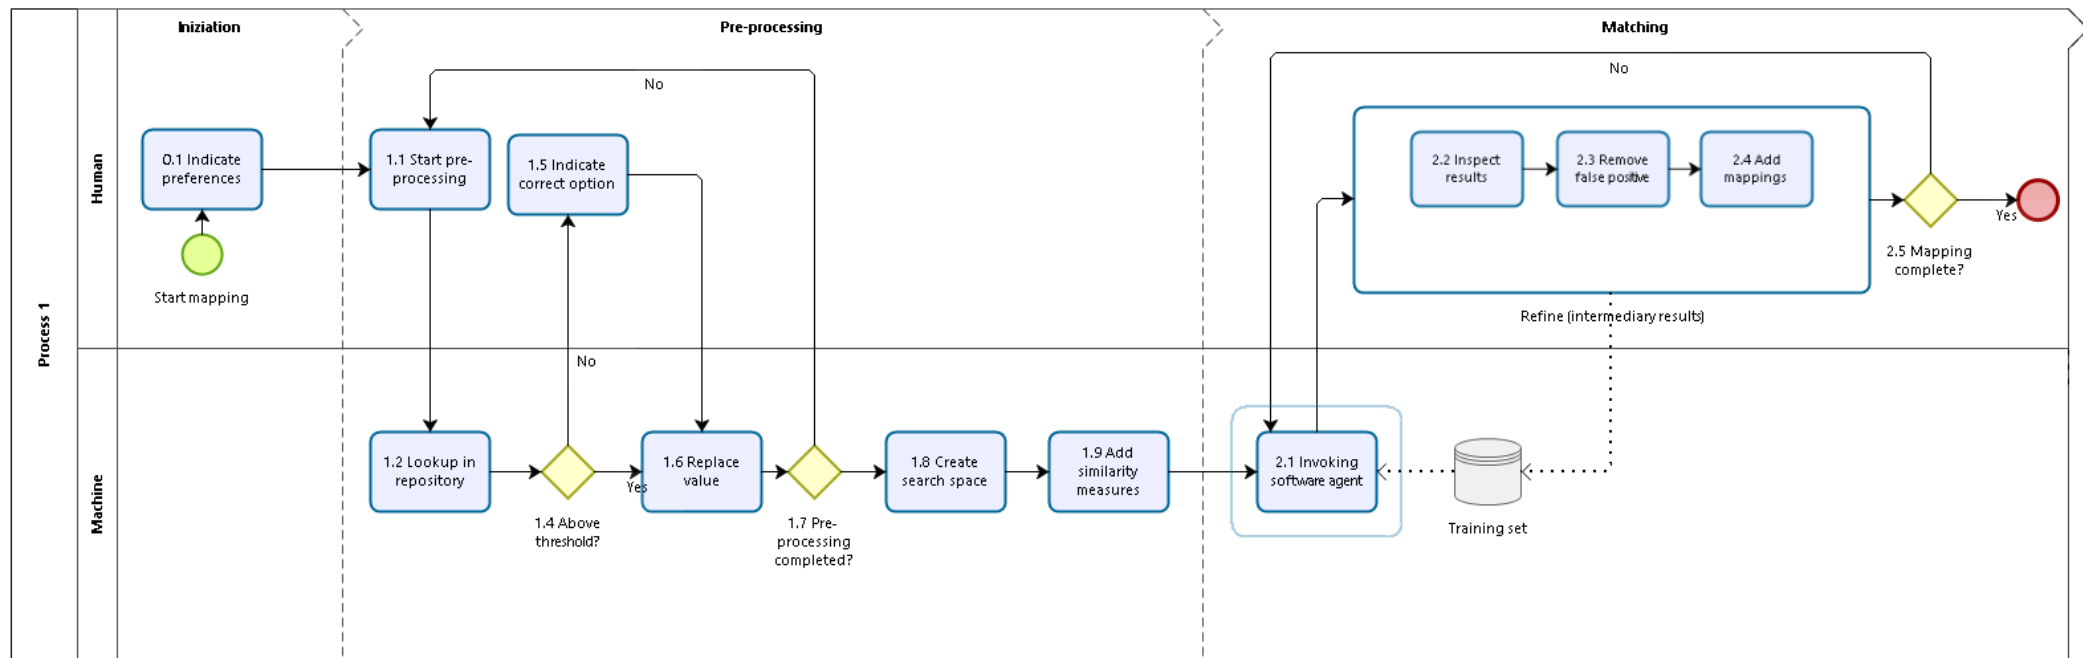 Iniziation
Pre-processing
Matching
Process 1
Human
Machine
No
No
0.1 Indicate
preferences
1.1 Start pre-
processing
1.5 Indicate
correct option
2.2 Inspect
results
2.3 Remove
false positive
2.4 Add
mappings
Yes
2.5 Mapping
complete?
Start mapping
Refine (intermediary results)
No
1.2 Lookup in
repository
1.4 Above
threshold?
Yes
1.6 Replace
value
1.7 Pre-
processing
completed?
1.8 Create
search space
1.9 Add
similarity
measures
2.1 Invoking
software agent
Training set